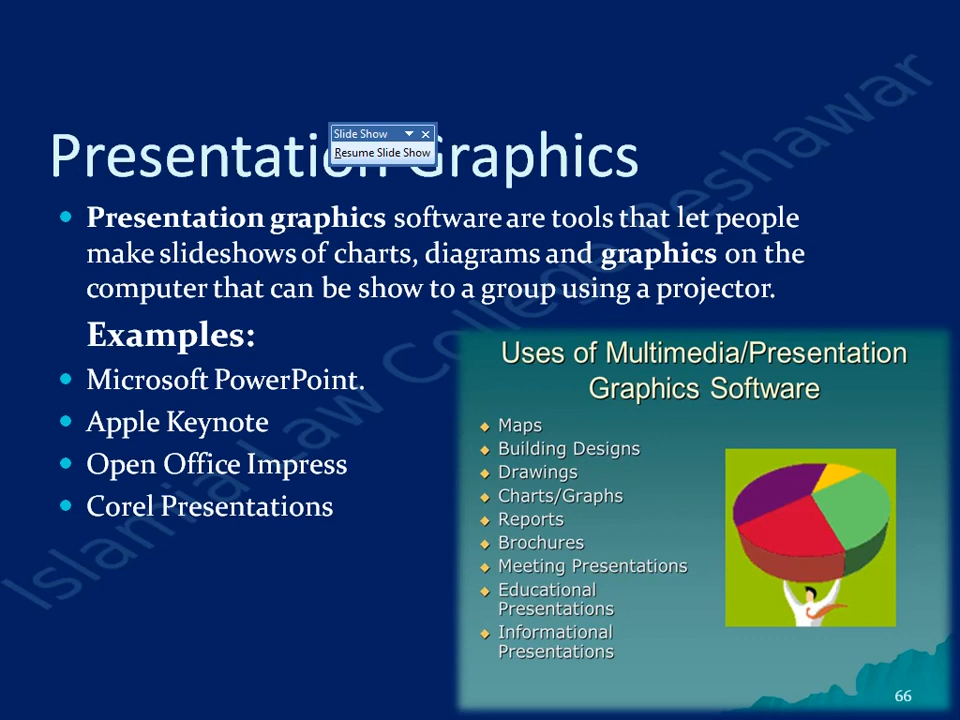 Presentation Graphics
Slide Show
Resume Slide Show
Presentation graphics software are tools that let people
make slideshows of charts, diagrams and graphics on the
computer that can be show to a group using a projector.
Examples:
Microsoft PowerPoint.
Apple Keynote
Open Office Impress
Corel Presentations
Uses of Multimedia/Presentation
Graphics Software
Maps
Building Designs
Drawings
Charts/Graphs
Reports
Brochures
Meeting Presentations
Educational
Presentations
Informational
Presentations
66
Islamia Law College Peshawar